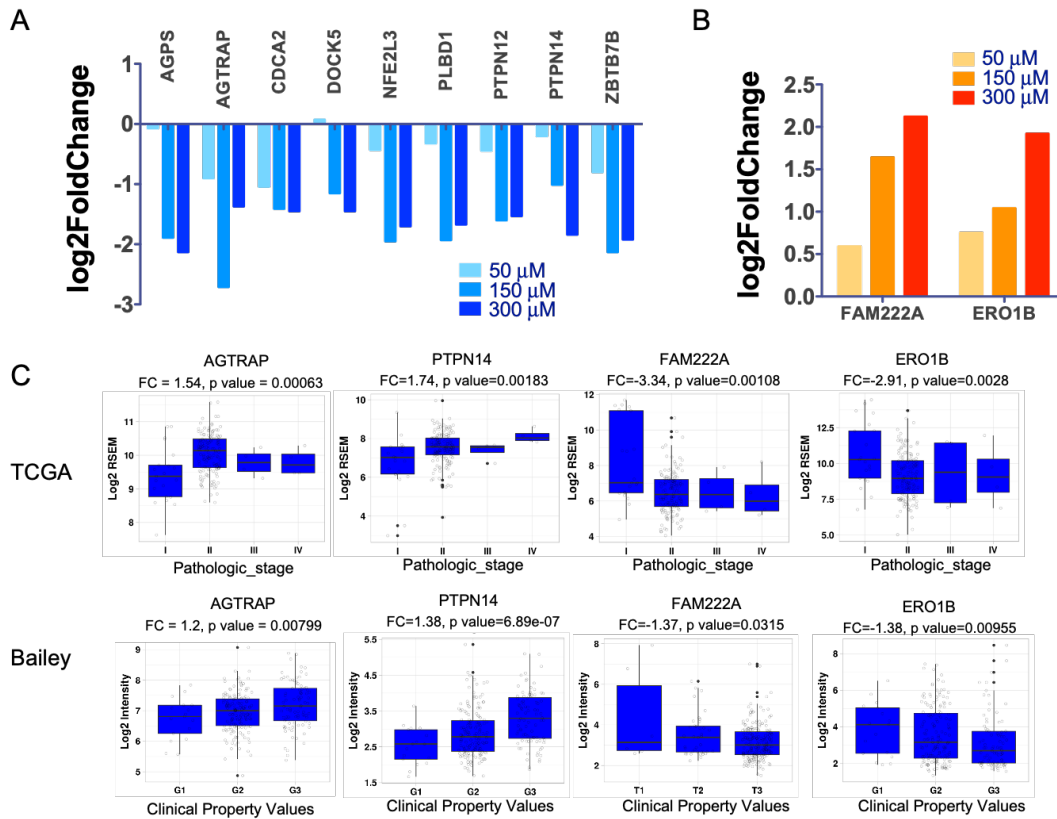 A
AGPS
AGTRAP
CDCA2
DOCK5
NFE2L3
PLBD1
PTPN12
PTPN14
ZBTB7B
log2FoldChange
1
0
-1
-2
-3
50 µM
150 µM
300 µM
B
50 µM
150 µM
300 µM
log2FoldChange
2.5
2.0
1.5
1.0
0.5
0.0
FAM222A ERO1B
C
TCGA
AGTRAP
FC = 1.54, p value = 0.00063
Log2 RSEM
11
10
9
8
I II III IV
Pathologic_stage
PTPN14
FC=1.74, p value=0.00183
Log2 RSEM
10
8
6
4
I II III IV
Pathologic_stage
FAM222A
FC=-3.34, p value=0.00108
Log2 RSEM
12
10
8
6
4
I II III IV
Pathologic_stage
ERO1B
FC=-2.91, p value=0.0028
Log2 RSEM
12.5
10.0
7.5
5.0
I II III IV
Pathologic_stage
Bailey
AGTRAP
FC = 1.2, p value = 0.00799
Log2 Intensity
9
8
7
6
5
G1 G2 G3
Clinical Property Values
PTPN14
FC=1.38, p value=6.89e-07
Log2 Intensity
5.5
4.5
3.5
2.5
1.5
G1 G2 G3
Clinical Property Values
FAM222A
FC=-1.37, p value=0.0315
Log2 Intensity
8
6
4
2
T1 T2 T3
Clinical Property Values
ERO1B
FC=-1.38, p value=0.00955
Log2 Intensity
8
6
4
2
G1 G2 G3
Clinical Property Values